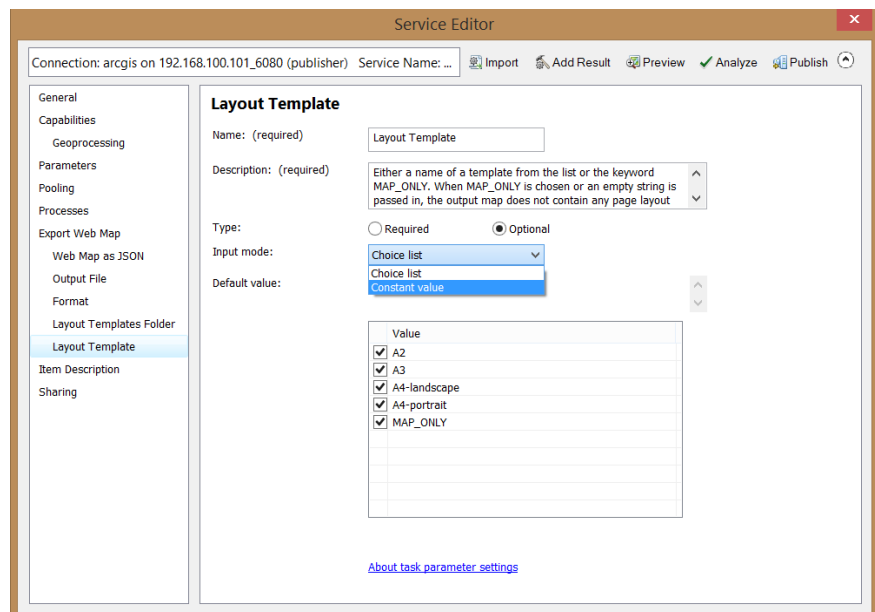 Service Editor
Connection: arcgis on 192.168.100.101_6080 (publisher) Service Name: ...
Import
Add Result
Preview
Analyze
Publish
General
Capabilities
Geoprocessing
Parameters
Pooling
Processes
Export Web Map
Web Map as JSON
Output File
Format
Layout Templates Folder
Layout Template
Item Description
Sharing
Layout Template
Name: (required)
Layout Template
Description: (required)
Either a name of a template from the list or the keyword
MAP_ONLY. When MAP_ONLY is chosen or an empty string is
passed in, the output map does not contain any page layout
Type:
Required
Optional
Input mode:
Choice list
Choice list
Constant value
Default value:
Value
A2
A3
A4-landscape
A4-portrait
MAP_ONLY
About task parameter settings